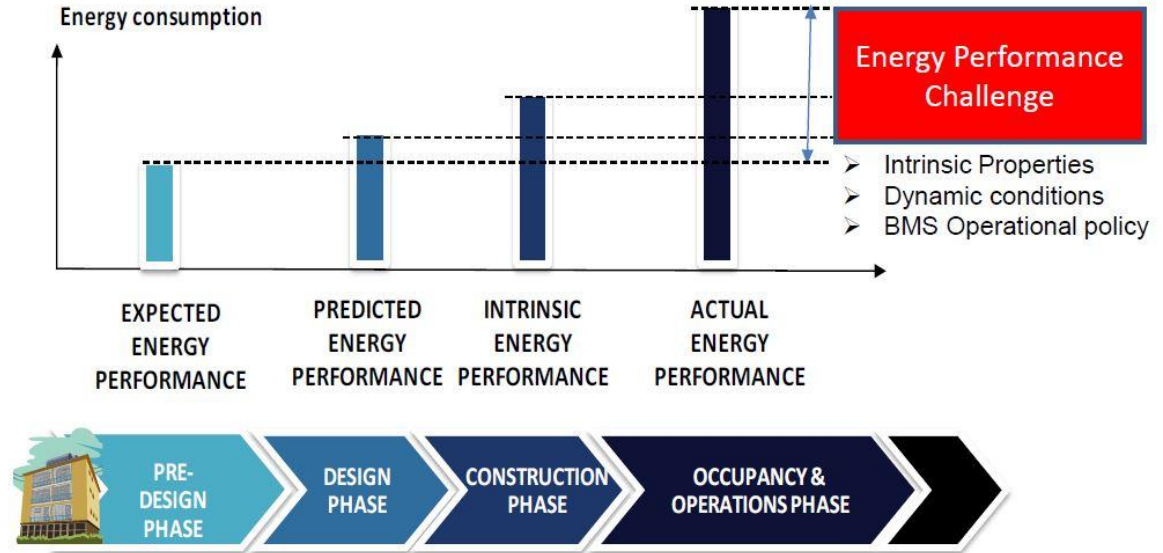 Energy consumption
Energy Performance
Challenge
➢ Intrinsic Properties
➢ Dynamic conditions
➢ BMS Operational policy
EXPECTED
ENERGY
PERFORMANCE
PREDICTED
ENERGY
PERFORMANCE
INTRINSIC
ENERGY
PERFORMANCE
ACTUAL
ENERGY
PERFORMANCE
PRE-
DESIGN
PHASE
DESIGN
PHASE
CONSTRUCTION
PHASE
OCCUPANCY &
OPERATIONS PHASE